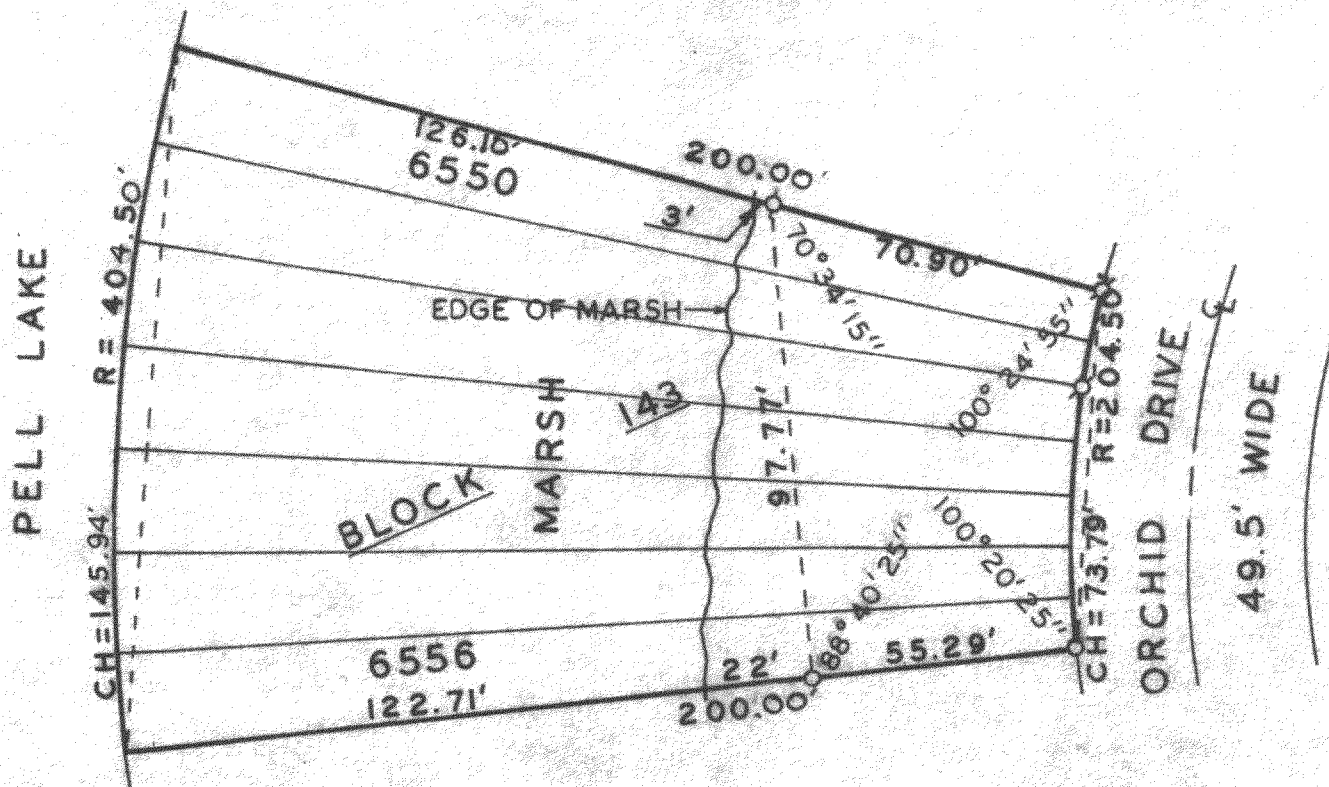 126.10'
6550
200.00'
3'
70.90'
70°34'15"
EDGE OF MARSH
100°24'55"
R = 404.50'
CH = 145.94'
PELL LAKE
BLOCK 143
MARSH
97.77'
R = 204.50'
CH = 73.79'
100°20'25"
88°40'25"
ORCHID DRIVE
49.5' WIDE
CL
6556
122.71'
22'
55.29'
200.00'